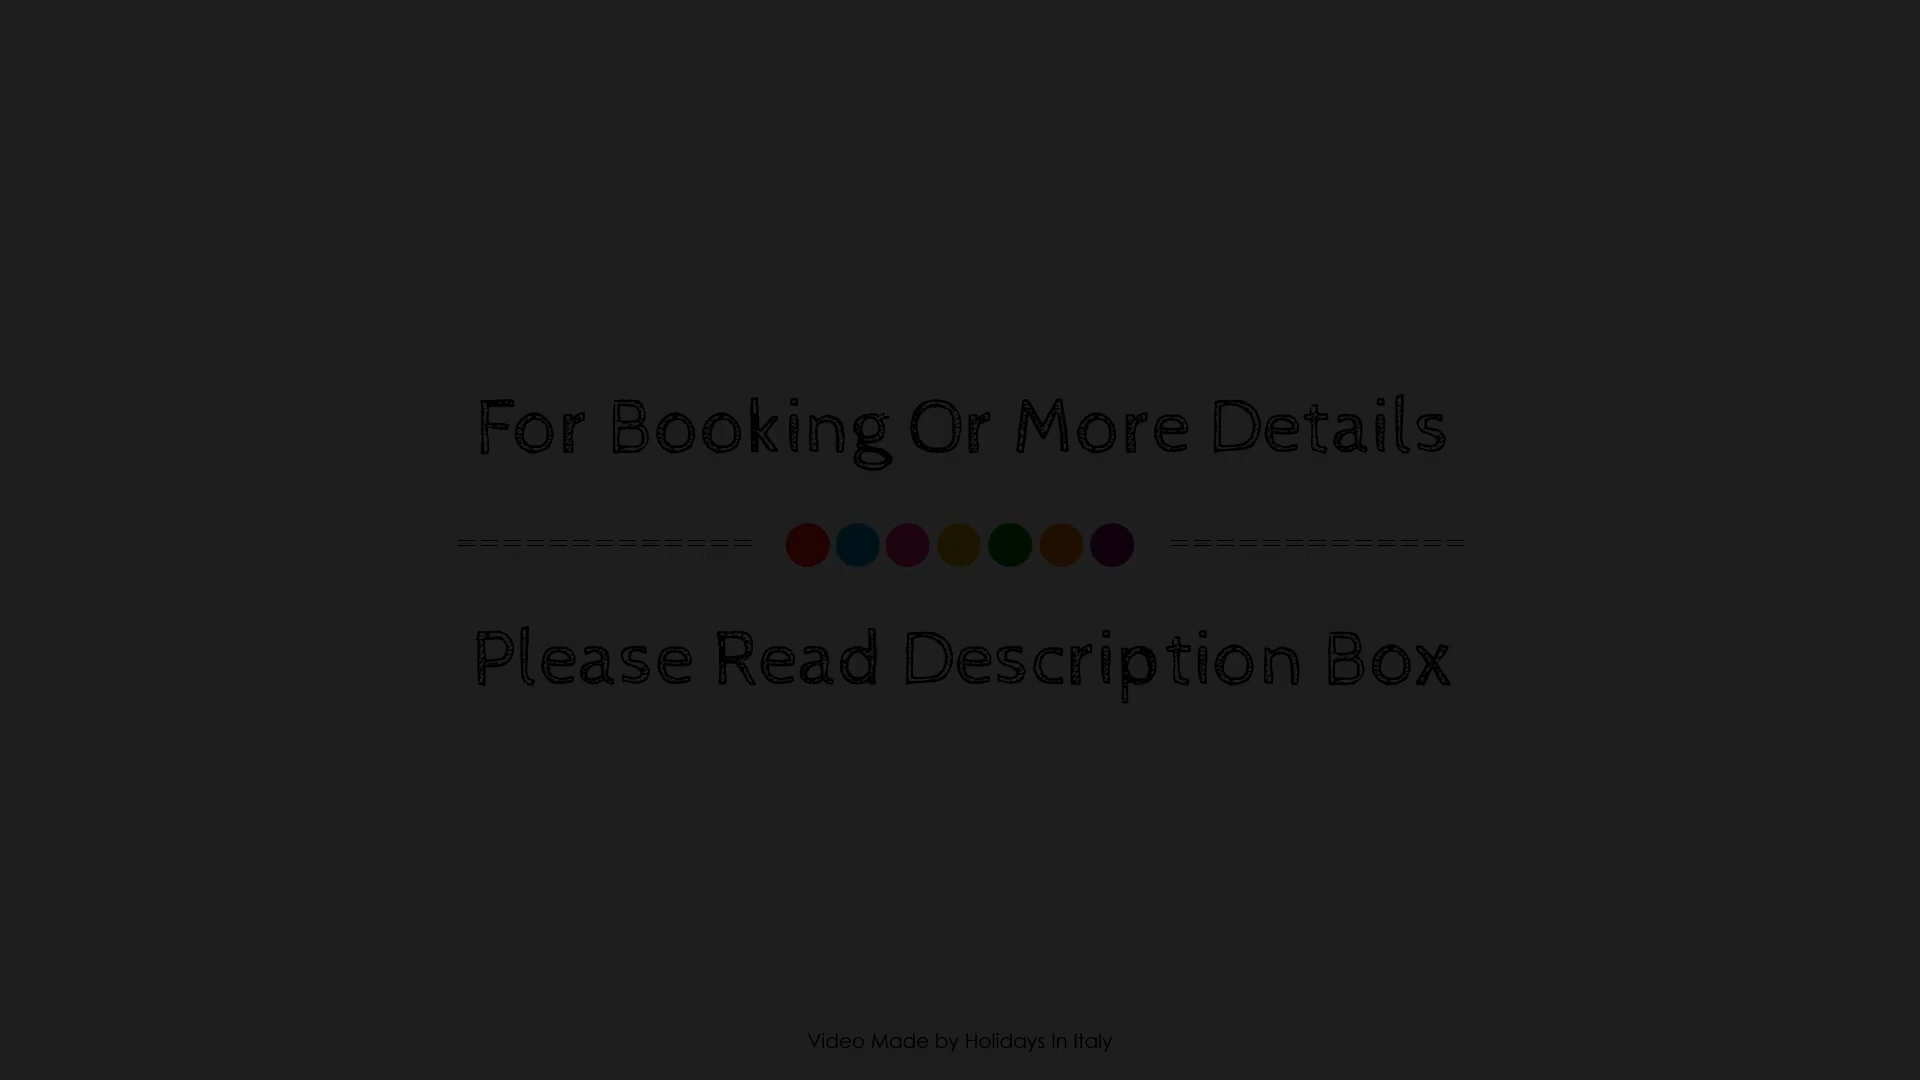 For Booking Or More Details
============= =============
Please Read Description Box
Video Made by Holidays In Italy